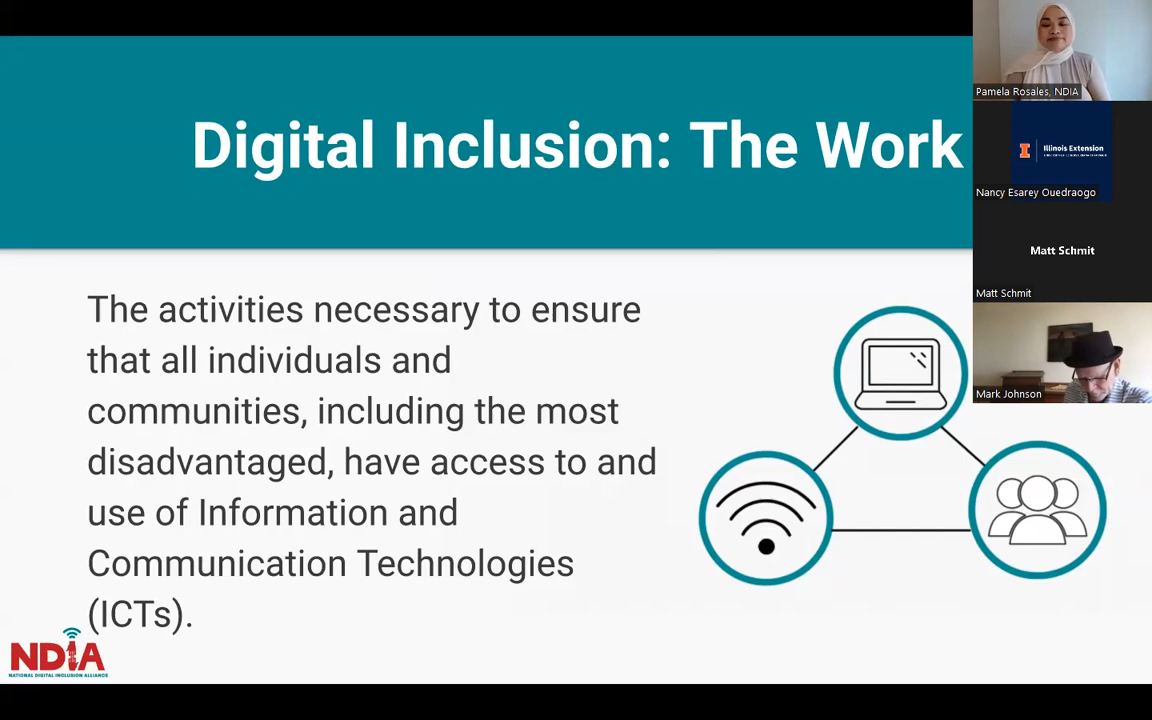 Digital Inclusion: The Work
The activities necessary to ensure
that all individuals and
communities, including the most
disadvantaged, have access to and
use of Information and
Communication Technologies
(ICTs).
NDIA
NATIONAL DIGITAL INCLUSION ALLIANCE
Pamela Rosales, NDIA
I
Illinois Extension
Nancy Esarey Ouedraogo
Matt Schmit
Matt Schmit
Mark Johnson